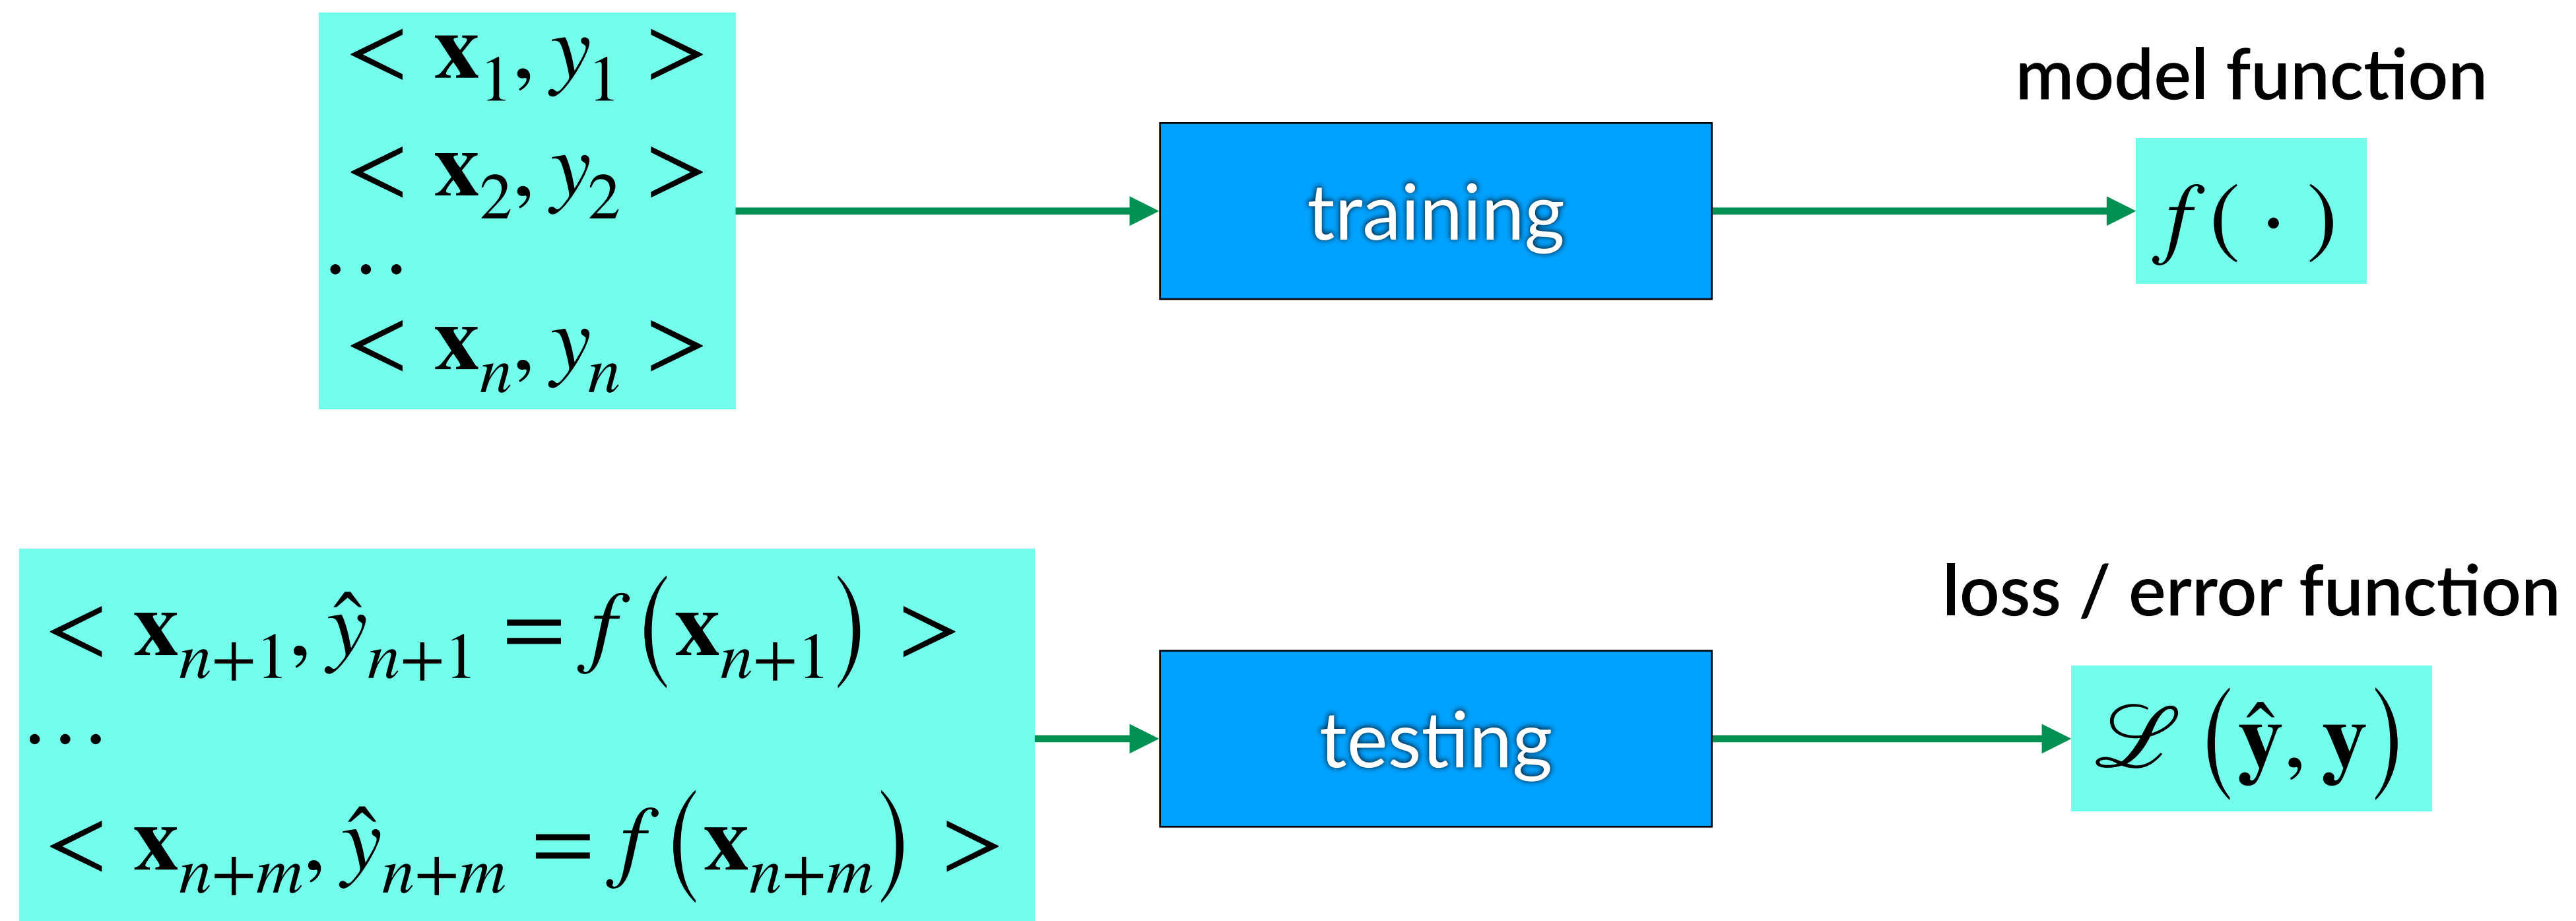 < x₁, y₁ >
< x₂, y₂ >
...
< xₙ, yₙ >
training
model function
f( · )
< xₙ₊₁, ŷₙ₊₁ = f(xₙ₊₁) >
...
< xₙ₊ₘ, ŷₙ₊ₘ = f(xₙ₊ₘ) >
testing
loss / error function
ℒ (ŷ, y)